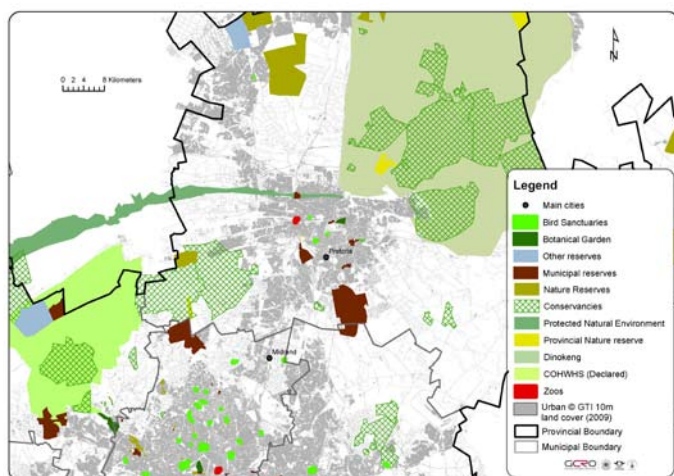 N
0 2 4 8 Kilometers
Pretoria
Midrand
Legend
Main cities
Bird Sanctuaries
Botanical Garden
Other reserves
Municipal reserves
Nature Reserves
Conservancies
Protected Natural Environment
Provincial Nature reserve
Dinokeng
COHWHS (Declared)
Zoos
Urban © GTI 10m
land cover (2009)
Provincial Boundary
Municipal Boundary
GCRO